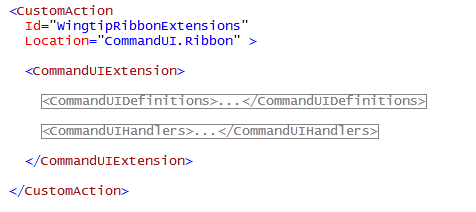 <CustomAction
Id="WingtipRibbonExtensions"
Location="CommandUI.Ribbon" >
<CommandUIExtension>
<CommandUIDefinitions>...</CommandUIDefinitions>
<CommandUIHandlers>...</CommandUIHandlers>
</CommandUIExtension>
</CustomAction>